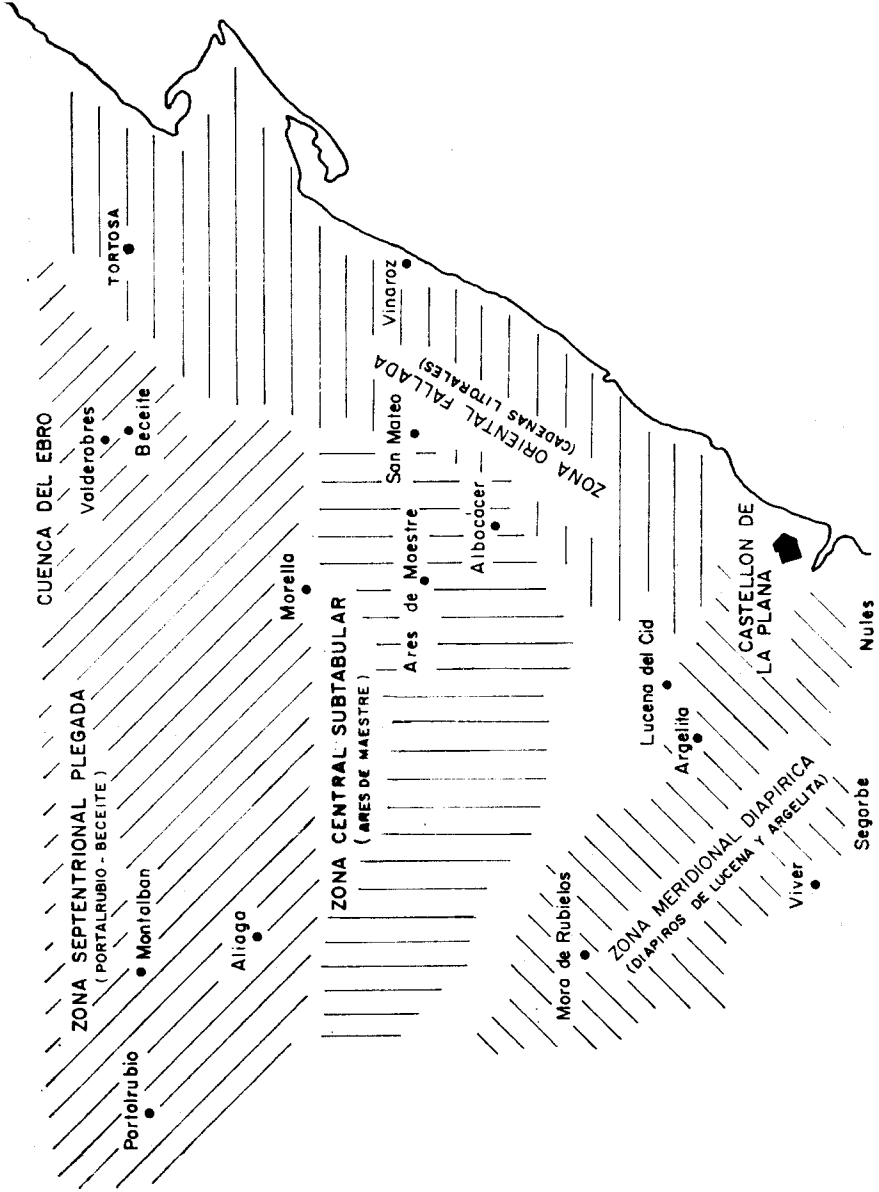 CUENCA DEL EBRO
ZONA SEPTENTRIONAL PLEGADA
(PORTALRUBIO - BECEITE)
TORTOSA
Valderobres
Beceite
Montalban
Portalrubio
Aliaga
Morella
ZONA CENTRAL SUBTABULAR
(ARES DE MAESTRE)
Vinaroz
San Mateo
Ares de Maestre
Albocacer
ZONA ORIENTAL FALLADA
(CADENAS LITORALES)
Mora de Rubielos
Lucena del Cid
Argelita
CASTELLON DE
LA PLANA
ZONA MERIDIONAL DIAPIRICA
(DIAPIROS DE LUCENA Y ARGELITA)
Viver
Segorbe
Nules